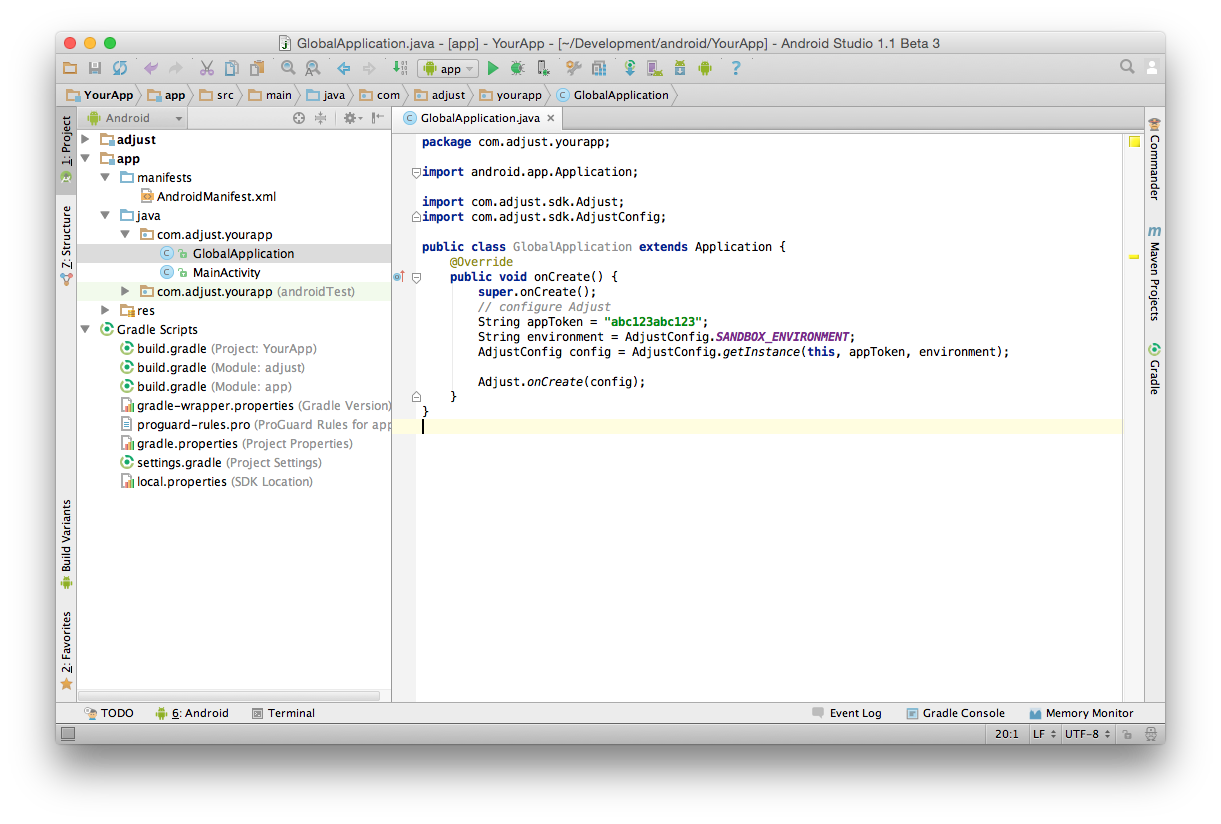 GlobalApplication.java - [app] - YourApp - [~/Development/android/YourApp] - Android Studio 1.1 Beta 3
app
?
YourApp app src main java com adjust yourapp C GlobalApplication
1: Project
Z: Structure
Build Variants
2: Favorites
Android
adjust
app
manifests
AndroidManifest.xml
java
com.adjust.yourapp
C GlobalApplication
C MainActivity
com.adjust.yourapp (androidTest)
res
Gradle Scripts
build.gradle (Project: YourApp)
build.gradle (Module: adjust)
build.gradle (Module: app)
gradle-wrapper.properties (Gradle Version)
proguard-rules.pro (ProGuard Rules for app
gradle.properties (Project Properties)
settings.gradle (Project Settings)
local.properties (SDK Location)
C GlobalApplication.java ×
package com.adjust.yourapp;
import android.app.Application;
import com.adjust.sdk.Adjust;
import com.adjust.sdk.AdjustConfig;
public class GlobalApplication extends Application {
@Override
public void onCreate() {
super.onCreate();
// configure Adjust
String appToken = "abc123abc123";
String environment = AdjustConfig.SANDBOX_ENVIRONMENT;
AdjustConfig config = AdjustConfig.getInstance(this, appToken, environment);
Adjust.onCreate(config);
}
}
Commander
m Maven Projects
Gradle
TODO 6: Android Terminal Event Log Gradle Console Memory Monitor
20:1 LF UTF-8